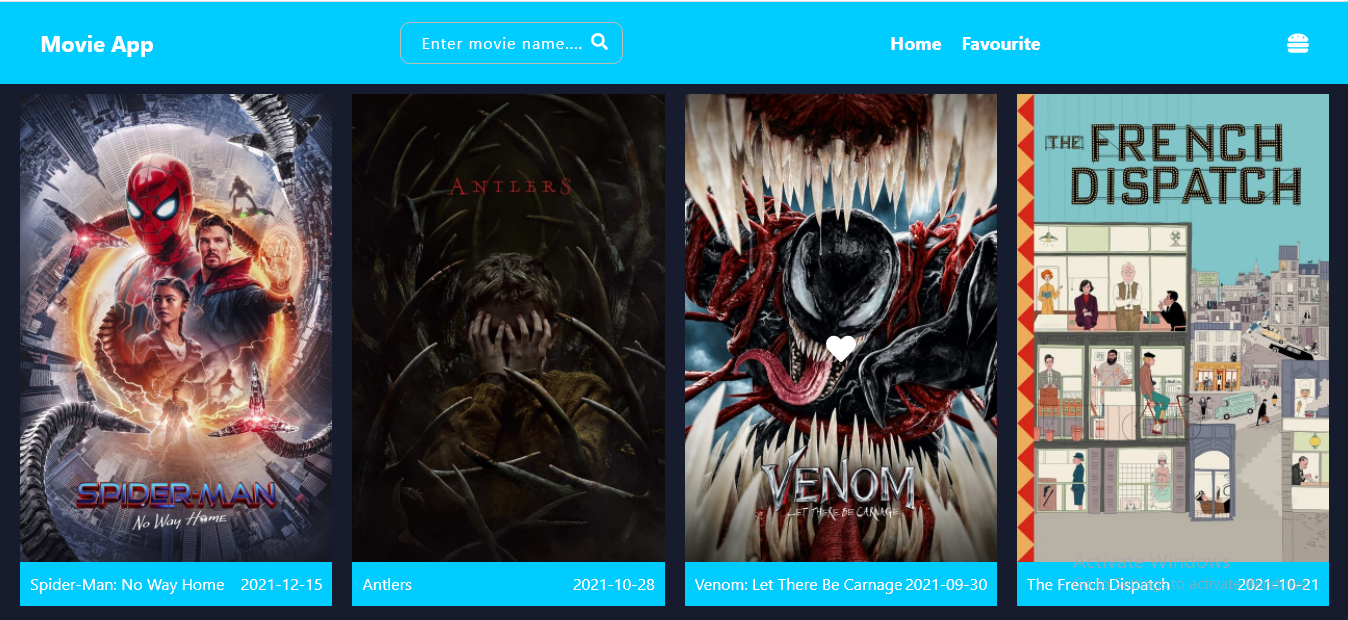 Movie App
Enter movie name....
Home Favourite
ANTLERS
THE FRENCH
DISPATCH
SPIDER-MAN
No Way Home
VENOM
LET THERE BE CARNAGE
Activate Windows
Spider-Man: No Way Home 2021-12-15
Antlers 2021-10-28
Venom: Let There Be Carnage 2021-09-30
The French Dispatch 2021-10-21
to activate